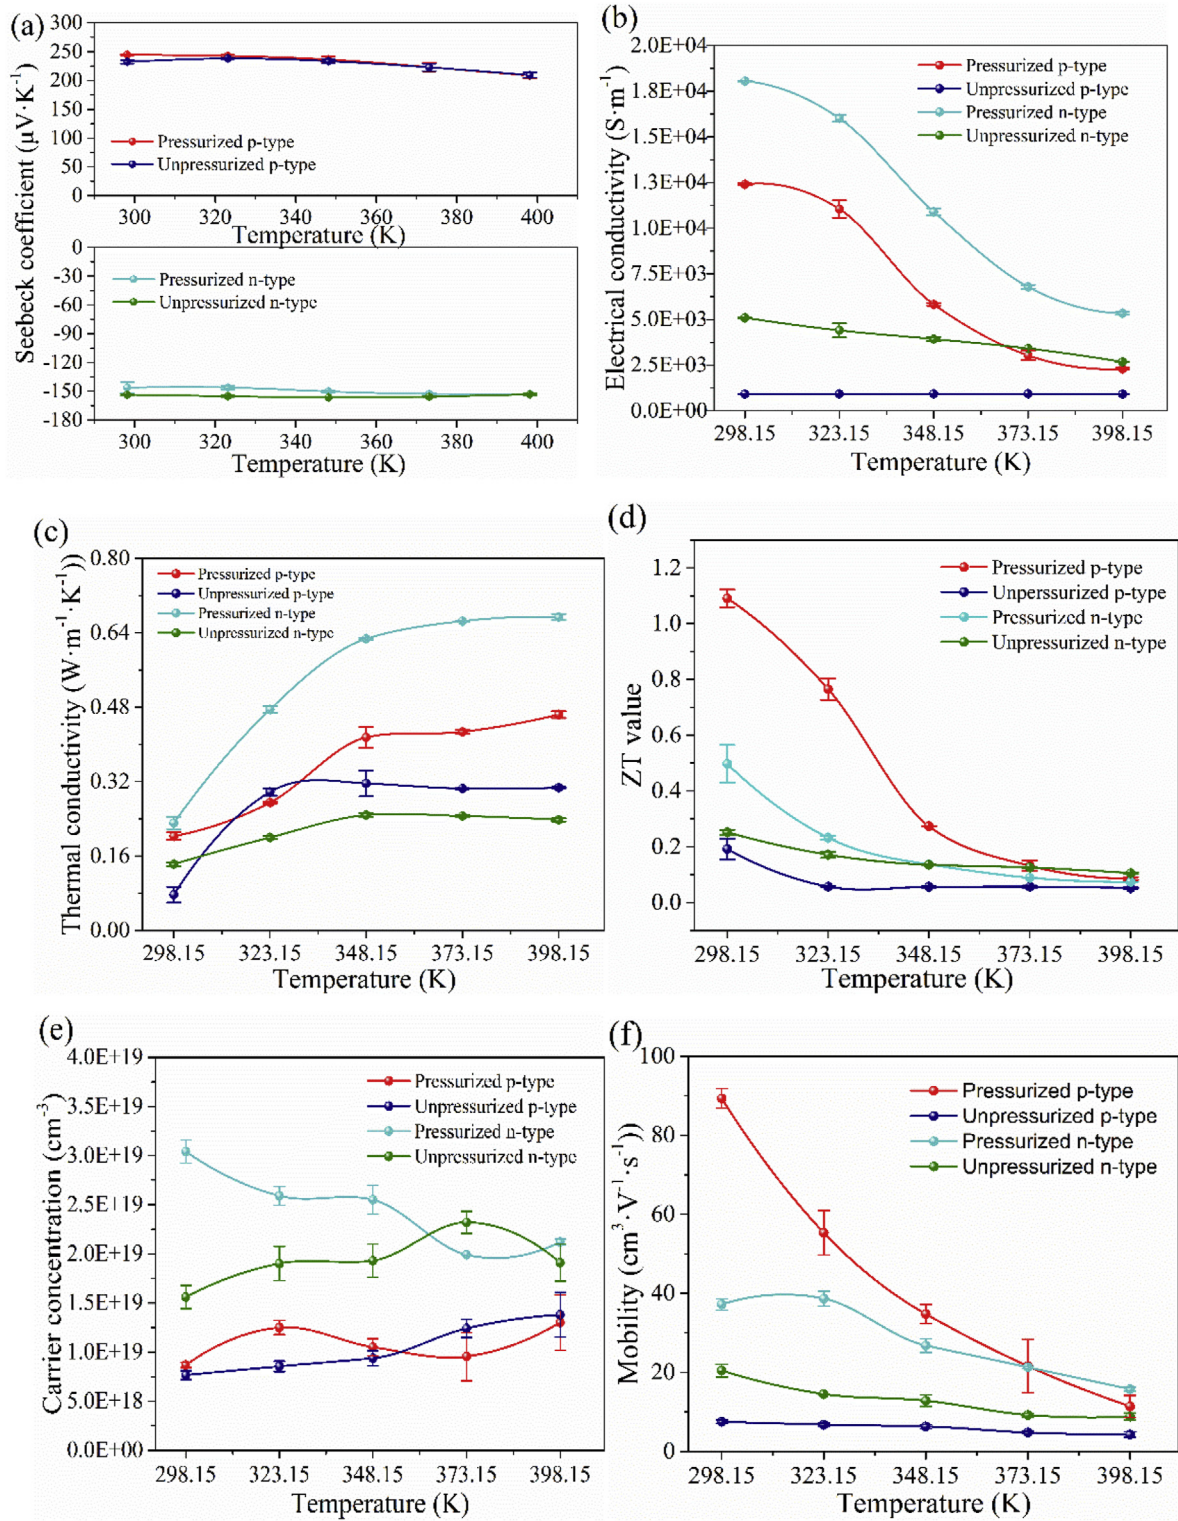 (a)
Seebeck coefficient (µV·K⁻¹)
300
250
200
150
100
50
0
Pressurized p-type
Unpressurized p-type
300 320 340 360 380 400
Temperature (K)
0
-30
-60
-90
-120
-150
-180
Pressurized n-type
Unpressurized n-type
300 320 340 360 380 400
Temperature (K)
(b)
Electrical conductivity (S·m⁻¹)
2.0E+04
1.8E+04
1.5E+04
1.3E+04
1.0E+04
7.5E+03
5.0E+03
2.5E+03
0.0E+00
Pressurized p-type
Unpressurized p-type
Pressurized n-type
Unpressurized n-type
298.15 323.15 348.15 373.15 398.15
Temperature (K)
(c)
Thermal conductivity (W·m⁻¹·K⁻¹))
0.80
0.64
0.48
0.32
0.16
0.00
Pressurized p-type
Unpressurized p-type
Pressurized n-type
Unpressurized n-type
298.15 323.15 348.15 373.15 398.15
Temperature (K)
(d)
ZT value
1.2
1.0
0.8
0.6
0.4
0.2
0.0
Pressurized p-type
Unperssurized p-type
Pressurized n-type
Unpressurized n-type
298.15 323.15 348.15 373.15 398.15
Temperature (K)
(e)
Carrier concentration (cm⁻³)
4.0E+19
3.5E+19
3.0E+19
2.5E+19
2.0E+19
1.5E+19
1.0E+19
5.0E+18
0.0E+00
Pressurized p-type
Unpressurized p-type
Pressurized n-type
Unpressurized n-type
298.15 323.15 348.15 373.15 398.15
Temperature (K)
(f)
Mobility (cm³·V⁻¹·s⁻¹))
100
80
60
40
20
0
Pressurized p-type
Unpressurized p-type
Pressurized n-type
Unpressurized n-type
298.15 323.15 348.15 373.15 398.15
Temperature (K)